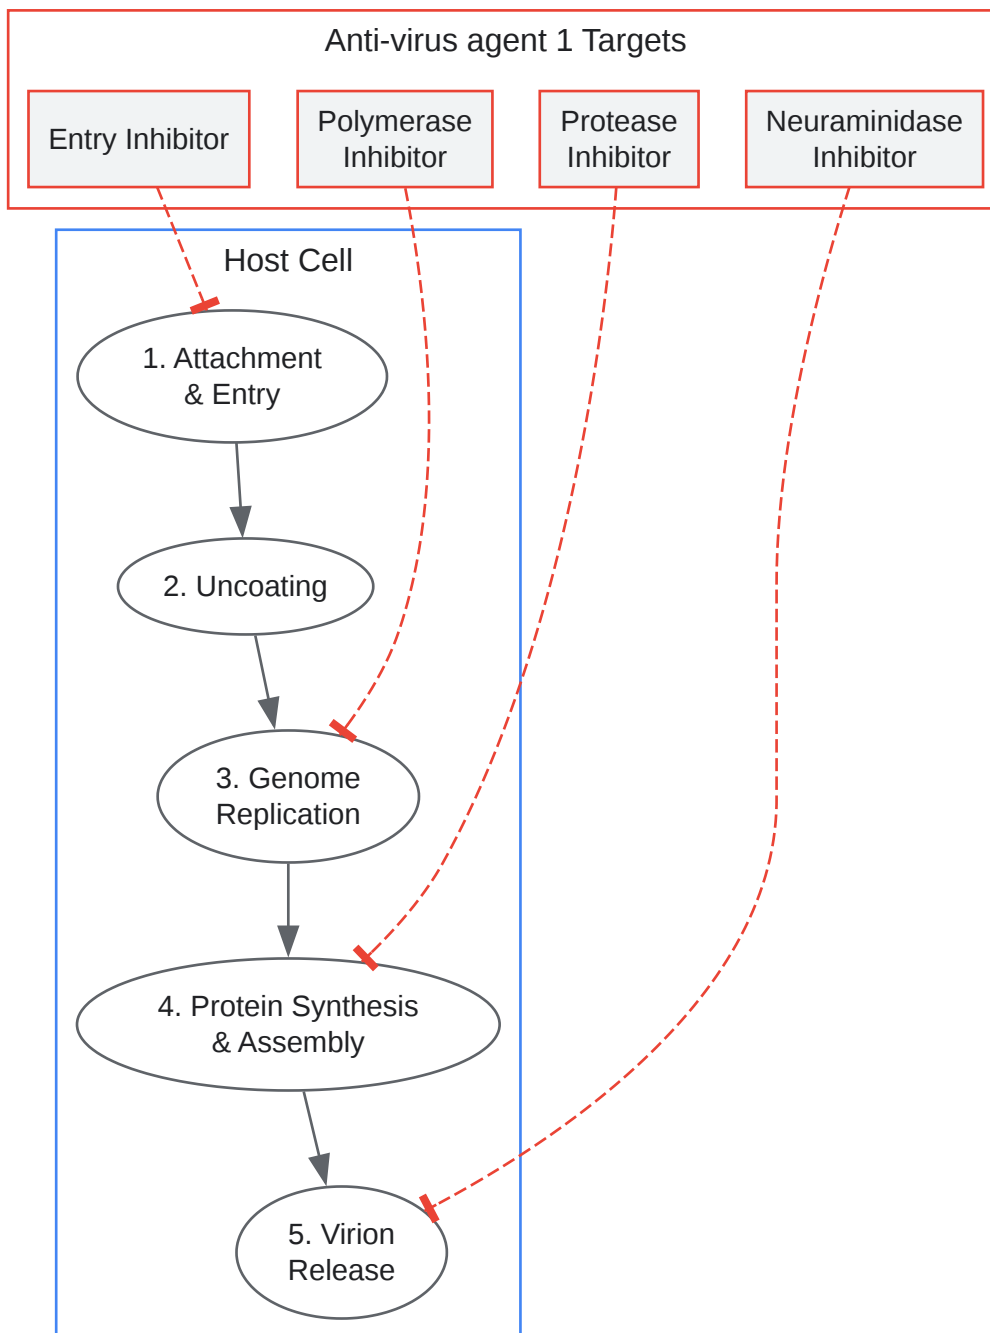 Anti-virus agent 1 Targets
Entry Inhibitor
Polymerase
Inhibitor
Protease
Inhibitor
Neuraminidase
Inhibitor
Host Cell
1. Attachment
& Entry
2. Uncoating
3. Genome
Replication
4. Protein Synthesis
& Assembly
5. Virion
Release